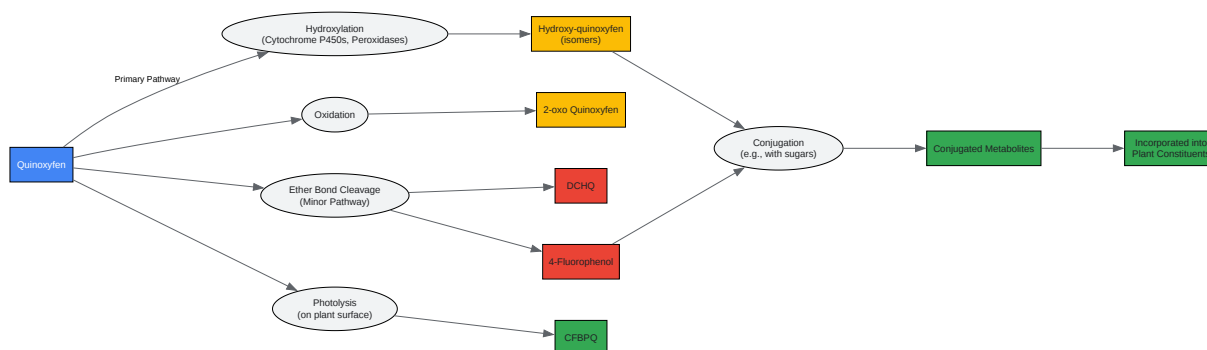 Hydroxylation
(Cytochrome P450s, Peroxidases)
Hydroxy-quinoxyfen
(isomers)
Primary Pathway
Oxidation
2-oxo Quinoxyfen
Quinoxyfen
Conjugation
(e.g., with sugars)
Conjugated Metabolites
Incorporated into
Plant Constituents
Ether Bond Cleavage
(Minor Pathway)
DCHQ
4-Fluorophenol
Photolysis
(on plant surface)
CFBPQ